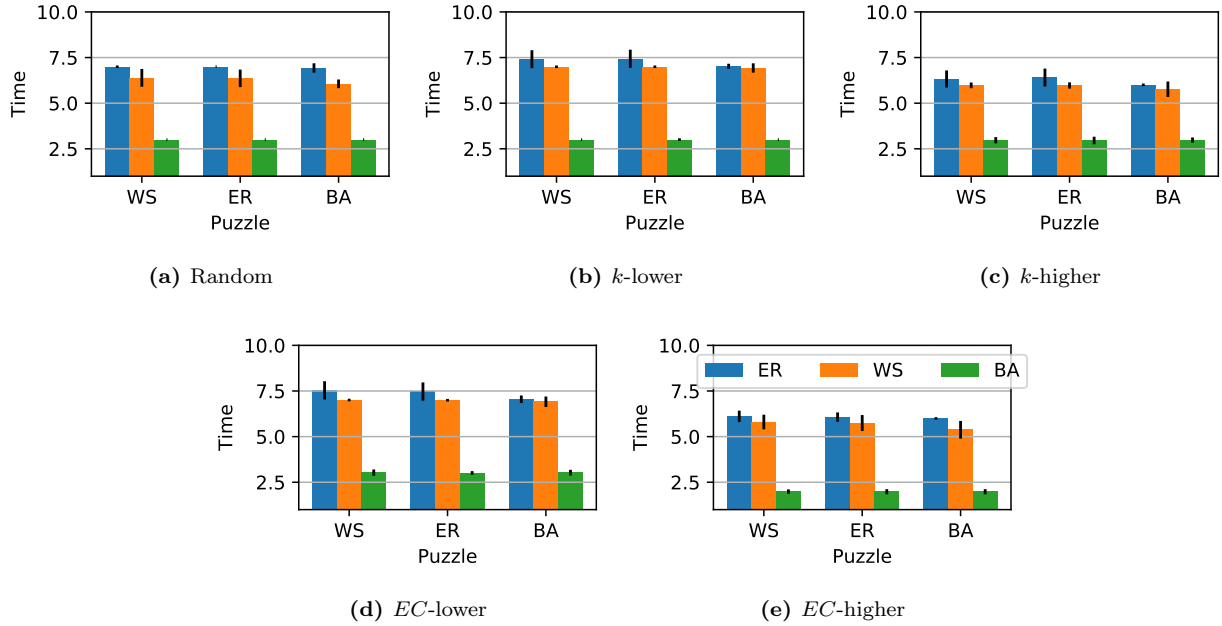 10.0
7.5
5.0
2.5
Time
WS ER BA
Puzzle
(a) Random
10.0
7.5
5.0
2.5
Time
WS ER BA
Puzzle
(b) k-lower
10.0
7.5
5.0
2.5
Time
WS ER BA
Puzzle
(c) k-higher
10.0
7.5
5.0
2.5
Time
WS ER BA
Puzzle
(d) EC-lower
10.0
7.5
5.0
2.5
Time
ER WS BA
WS ER BA
Puzzle
(e) EC-higher